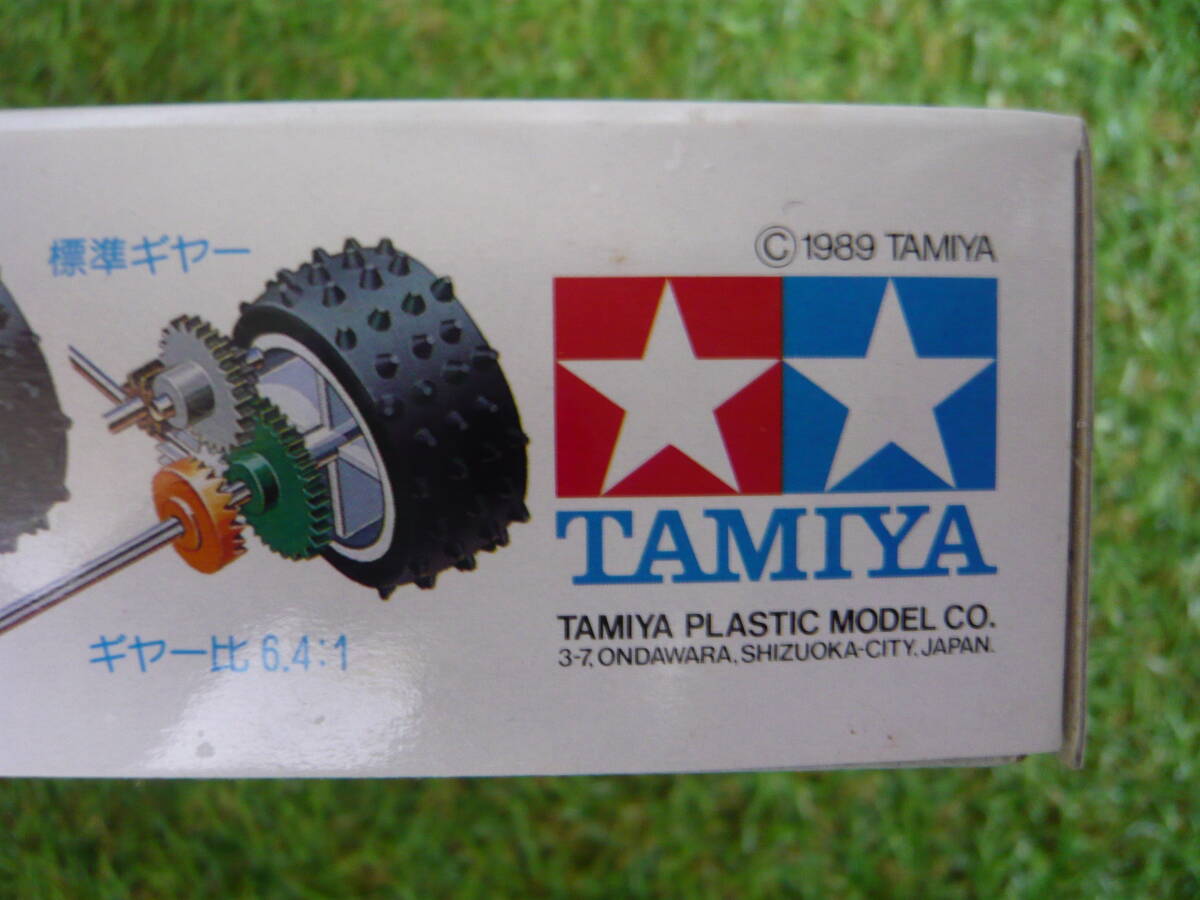 標準ギヤー
ギヤー比 6.4:1
©1989 TAMIYA
TAMIYA
TAMIYA PLASTIC MODEL CO.
3-7, ONDAWARA, SHIZUOKA-CITY, JAPAN.